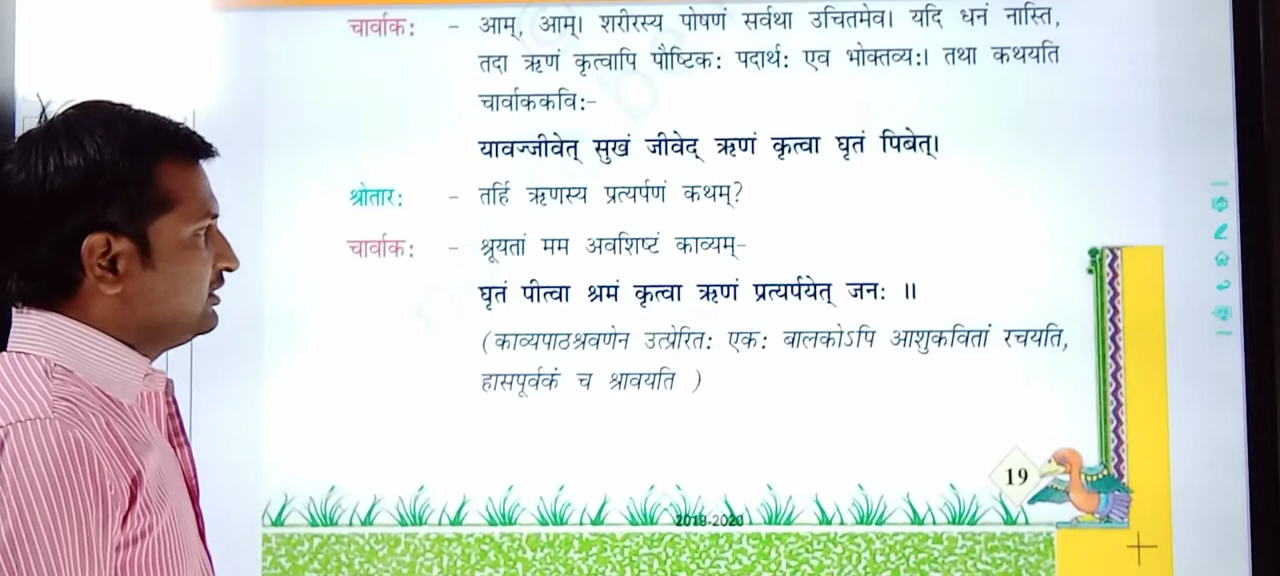 चार्वाक: - आम्, आम्। शरीरस्य पोषणं सर्वथा उचितमेव। यदि धनं नास्ति,
तदा ऋणं कृत्वापि पौष्टिक: पदार्थ: एव भोक्तव्य:। तथा कथयति
चार्वाककवि:-
यावज्जीवेत् सुखं जीवेद् ऋणं कृत्वा घृतं पिबेत्।
श्रोतार: - तर्हि ऋणस्य प्रत्यर्पणं कथम्?
चार्वाक: - श्रूयतां मम अवशिष्टं काव्यम्-
घृतं पीत्वा श्रमं कृत्वा ऋणं प्रत्यर्पयेत् जन: ॥
(काव्यपाठश्रवणेन उत्प्रेरित: एक: बालकोऽपि आशुकवितां रचयति,
हासपूर्वकं च श्रावयति )
19
2019-2020